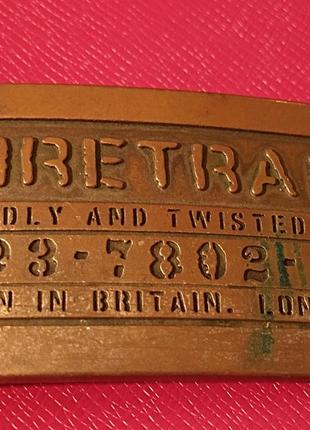 IRETRA
DLY AND TWISTED
93-7802-
N IN BRITAIN. LON